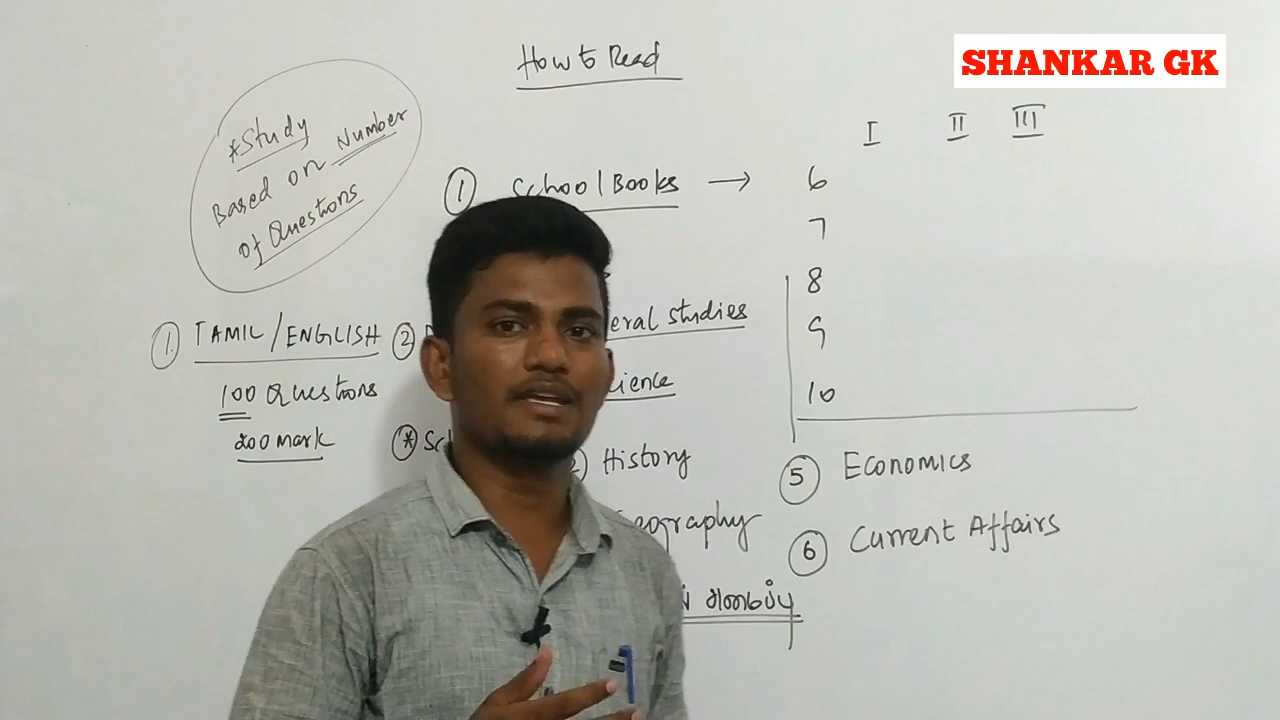 SHANKAR GK
How to Read
*Study
Based on Number
of Questions
I II III
① School Books → 6
7
8
9
10
① TAMIL/ENGLISH
100 Questions
200 mark
②
eral studies
ience
* Sc
History
eography
⑤ Economics
⑥ Current Affairs